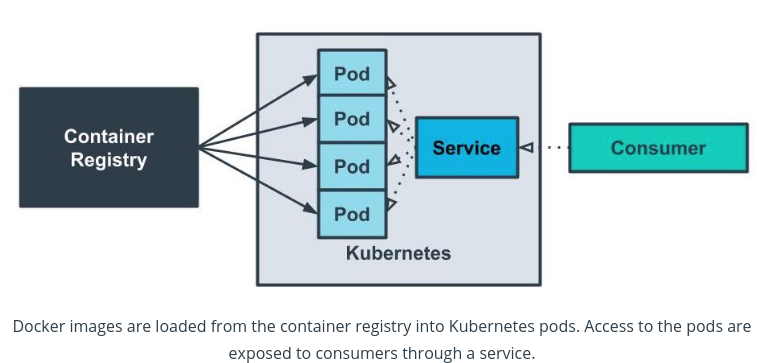 Container
Registry
Pod
Pod
Pod
Pod
Service
Consumer
Kubernetes
Docker images are loaded from the container registry into Kubernetes pods. Access to the pods are
exposed to consumers through a service.